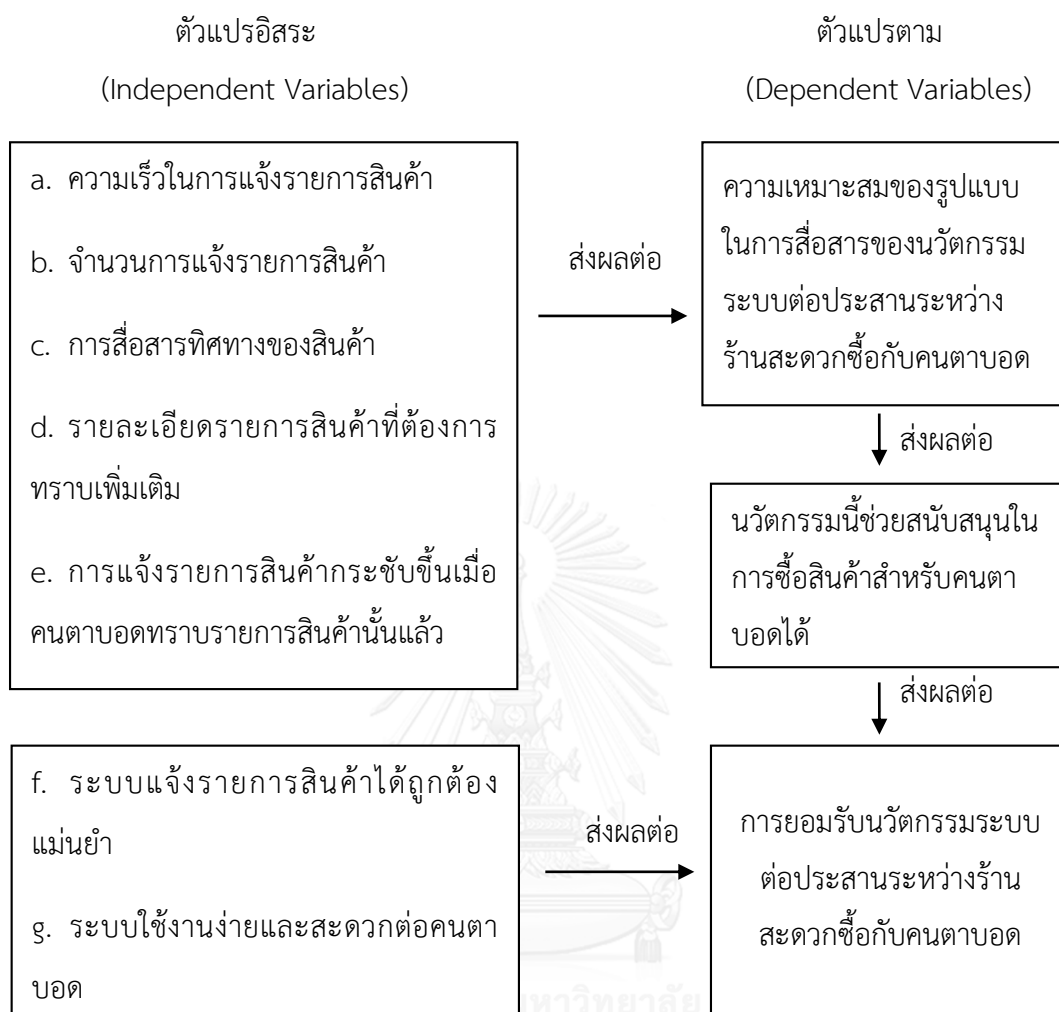 ตัวแปรอิสระ
(Independent Variables)
ตัวแปรตาม
(Dependent Variables)
a. ความเร็วในการแจ้งรายการสินค้า
b. จำนวนการแจ้งรายการสินค้า
c. การสื่อสารทิศทางของสินค้า
d. รายละเอียดรายการสินค้าที่ต้องการ
ทราบเพิ่มเติม
e. การแจ้งรายการสินค้ากระชับขึ้นเมื่อ
คนตาบอดทราบรายการสินค้านั้นแล้ว
ส่งผลต่อ
ความเหมาะสมของรูปแบบ
ในการสื่อสารของนวัตกรรม
ระบบต่อประสานระหว่าง
ร้านสะดวกซื้อกับคนตาบอด
ส่งผลต่อ
นวัตกรรมนี้ช่วยสนับสนุนใน
การซื้อสินค้าสำหรับคนตา
บอดได้
ส่งผลต่อ
f. ระบบแจ้งรายการสินค้าได้ถูกต้อง
แม่นยำ
g. ระบบใช้งานง่ายและสะดวกต่อคนตา
บอด
ส่งผลต่อ
การยอมรับนวัตกรรมระบบ
ต่อประสานระหว่างร้าน
สะดวกซื้อกับคนตาบอด